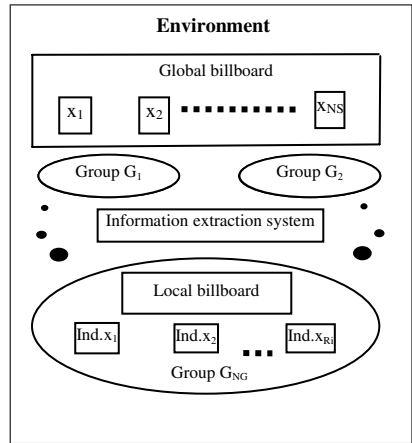 Environment
Global billboard
x1 x2 xNS
Group G1 Group G2
Information extraction system
Local billboard
Ind.x1 Ind.x2 Ind.xRi
Group GNG